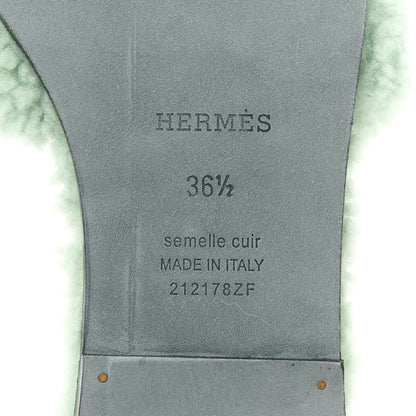 HERMÈS
36½
semelle cuir
MADE IN ITALY
212178ZF